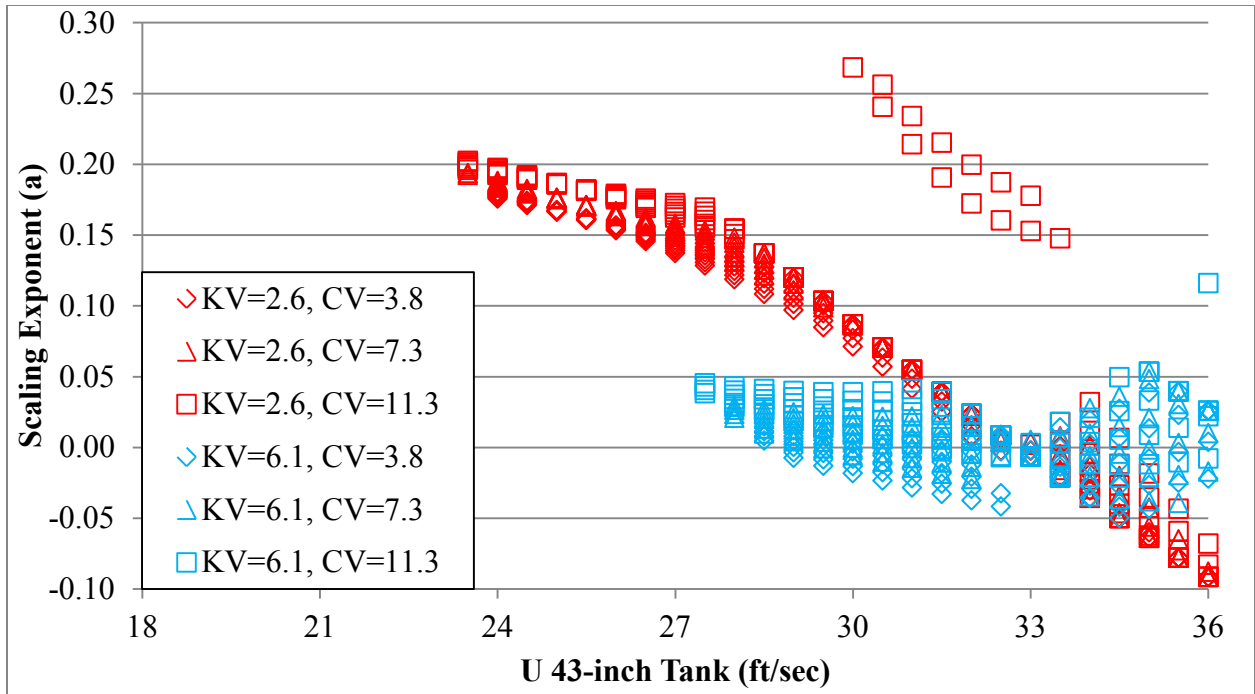 0.30
0.25
0.20
0.15
0.10
0.05
0.00
-0.05
-0.10
Scaling Exponent (a)
KV=2.6, CV=3.8
KV=2.6, CV=7.3
KV=2.6, CV=11.3
KV=6.1, CV=3.8
KV=6.1, CV=7.3
KV=6.1, CV=11.3
18 21 24 27 30 33 36
U 43-inch Tank (ft/sec)